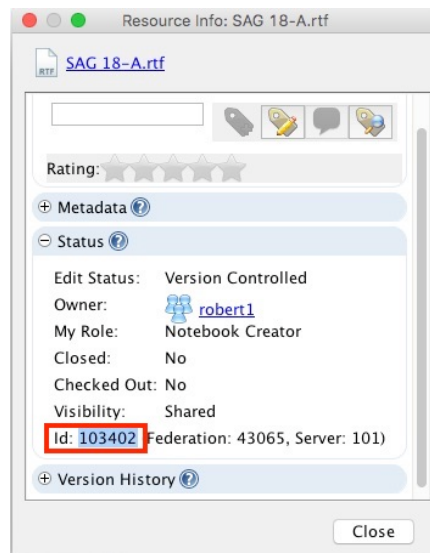 Resource Info: SAG 18-A.rtf
RTF SAG 18-A.rtf
Rating:
Metadata
Status
Edit Status: Version Controlled
Owner: robert1
My Role: Notebook Creator
Closed: No
Checked Out: No
Visibility: Shared
Id: 103402 Federation: 43065, Server: 101)
Version History
Close